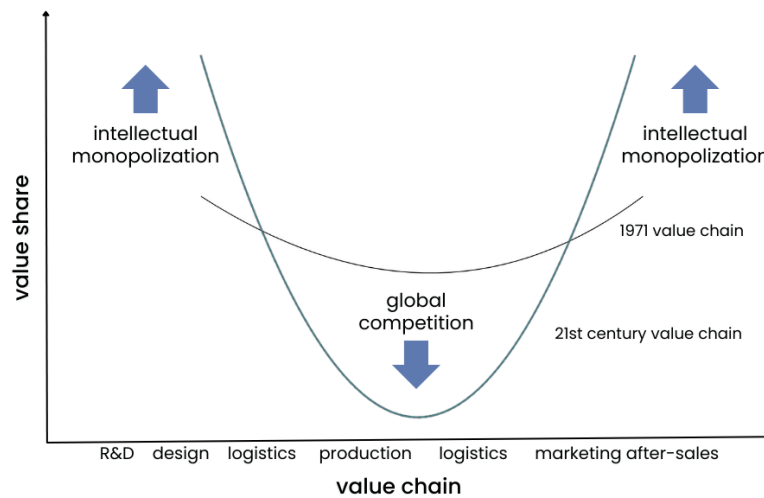 intellectual
monopolization
intellectual
monopolization
value share
1971 value chain
global
competition
21st century value chain
R&D design logistics production logistics marketing after-sales
value chain